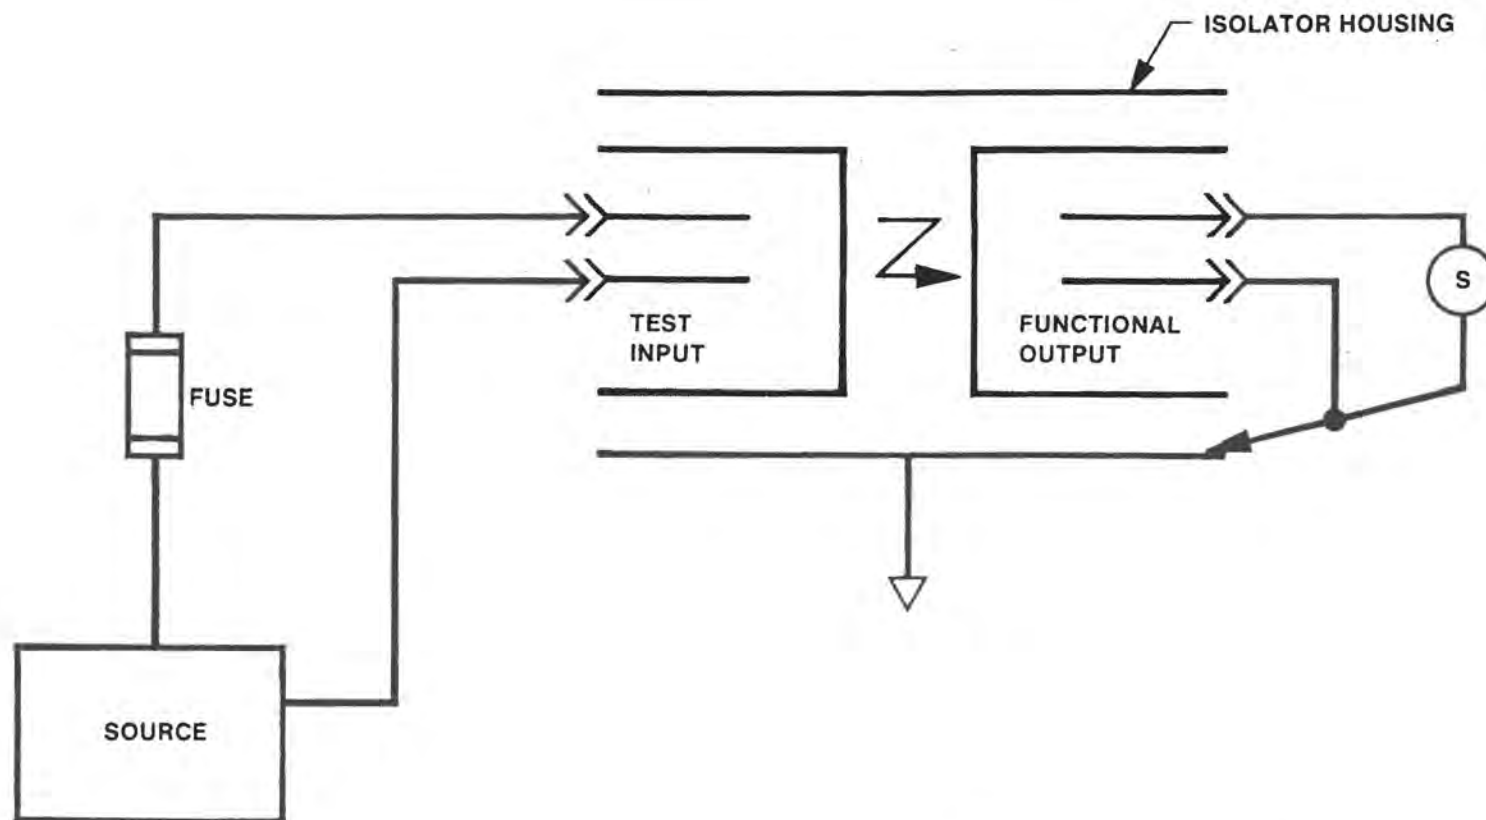 ISOLATOR HOUSING
TEST
INPUT
FUNCTIONAL
OUTPUT
S
FUSE
SOURCE